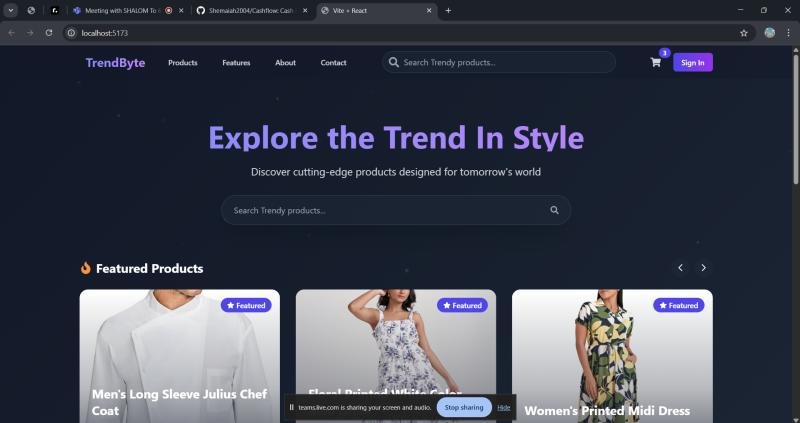 Meeting with SHALOM To
Shemaiah2004/Cashflow: Cash
Vite + React
localhost:5173
TrendByte
Products
Features
About
Contact
Search Trendy products...
3
Sign In
Explore the Trend In Style
Discover cutting-edge products designed for tomorrow's world
Search Trendy products...
Featured Products
Featured
Featured
Featured
Men's Long Sleeve Julius Chef
Coat
Floral Printed White Color
Women's Printed Midi Dress
teams.live.com is sharing your screen and audio.
Stop sharing
Hide